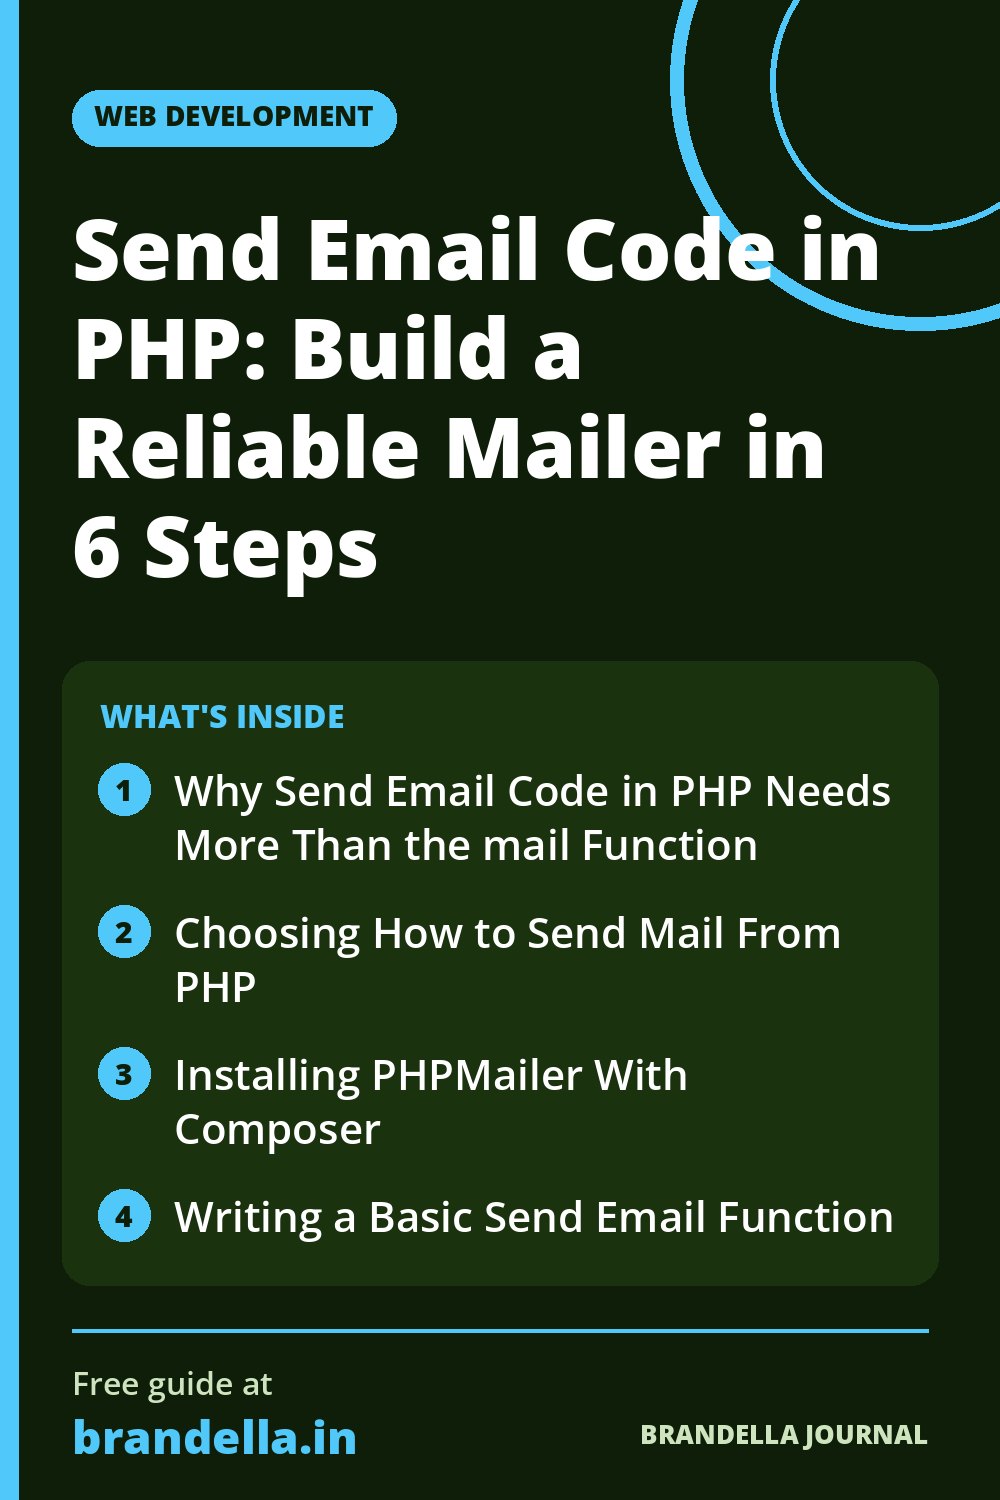 WEB DEVELOPMENT
Send Email Code in
PHP: Build a
Reliable Mailer in
6 Steps
WHAT'S INSIDE
1 Why Send Email Code in PHP Needs
More Than the mail Function
2 Choosing How to Send Mail From
PHP
3 Installing PHPMailer With
Composer
4 Writing a Basic Send Email Function
Free guide at
brandella.in
BRANDELLA JOURNAL